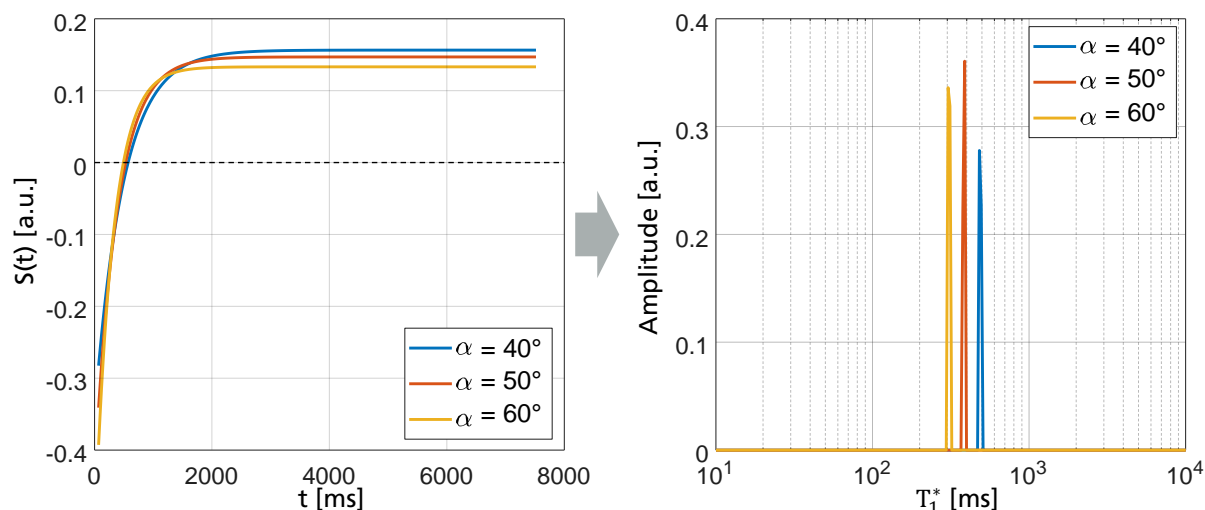 0.2
0.1
0
-0.1
-0.2
-0.3
-0.4
S(t) [a.u.]
0
2000
4000
6000
8000
t [ms]
α = 40°
α = 50°
α = 60°
0.4
0.3
0.2
0.1
0
Amplitude [a.u.]
10¹
10²
10³
10⁴
T₁* [ms]
α = 40°
α = 50°
α = 60°